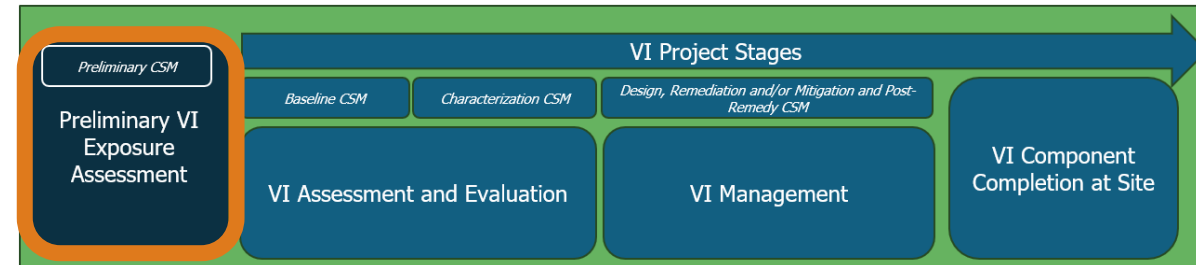 VI Project Stages
Preliminary CSM
Preliminary VI
Exposure
Assessment
Baseline CSM
Characterization CSM
Design, Remediation and/or Mitigation and Post-
Remedy CSM
VI Assessment and Evaluation
VI Management
VI Component
Completion at Site